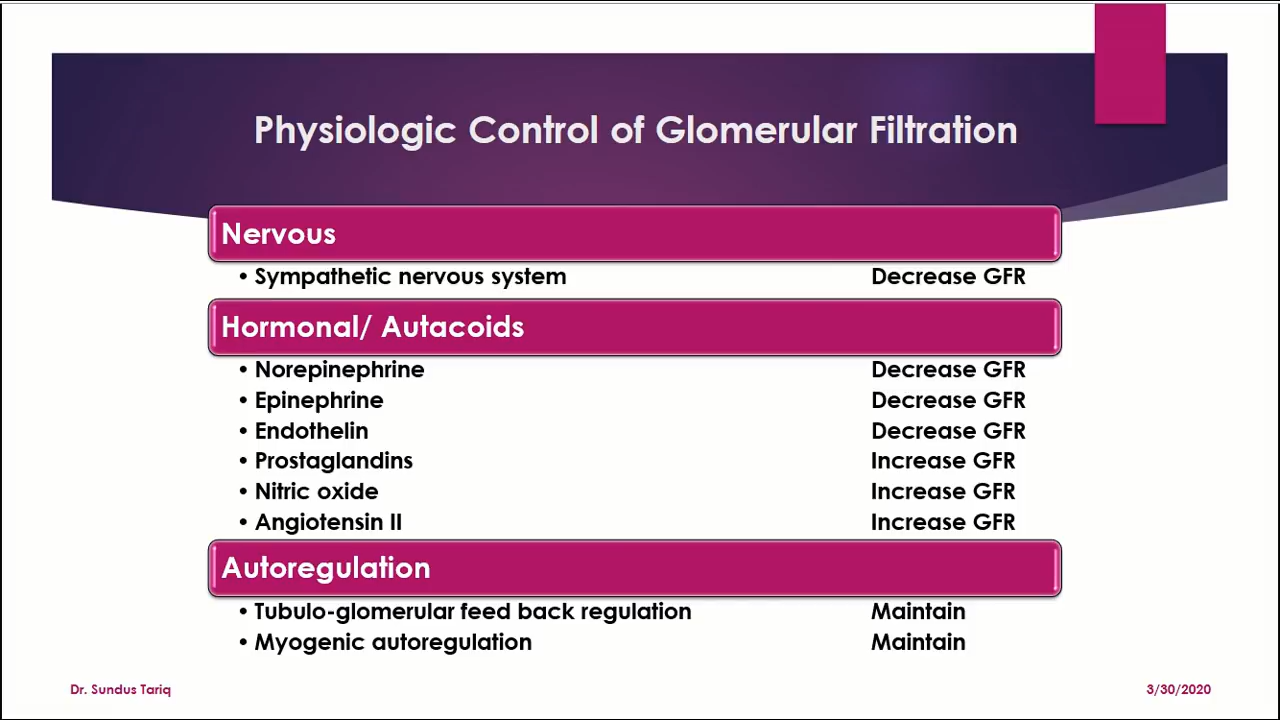 Physiologic Control of Glomerular Filtration
Nervous
• Sympathetic nervous system Decrease GFR
Hormonal/ Autacoids
• Norepinephrine Decrease GFR
• Epinephrine Decrease GFR
• Endothelin Decrease GFR
• Prostaglandins Increase GFR
• Nitric oxide Increase GFR
• Angiotensin II Increase GFR
Autoregulation
• Tubulo-glomerular feed back regulation Maintain
• Myogenic autoregulation Maintain
Dr. Sundus Tariq 3/30/2020